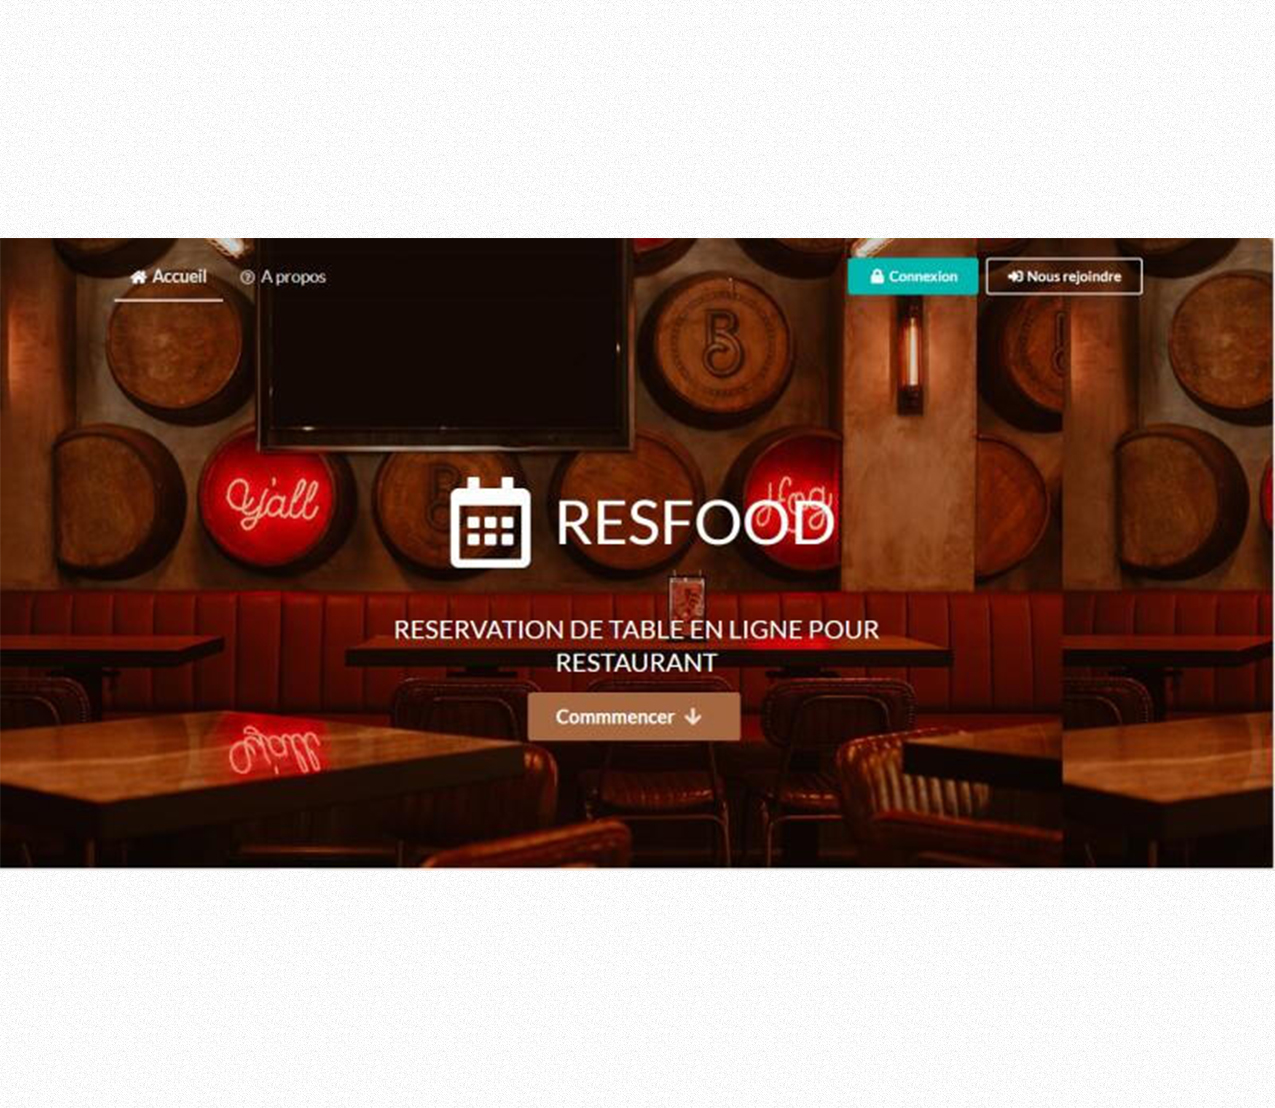 Accueil
A propos
Connexion
Nous rejoindre
B
Y'all
RESFOOD
RESERVATION DE TABLE EN LIGNE POUR
RESTAURANT
Commmencer